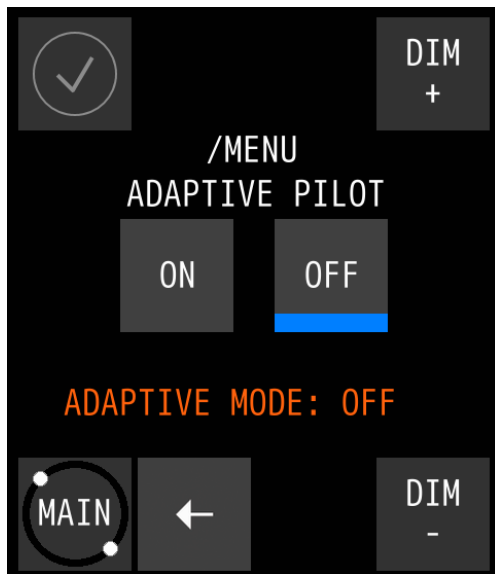 DIM
+
/MENU
ADAPTIVE PILOT
ON OFF
ADAPTIVE MODE: OFF
MAIN ← DIM
-